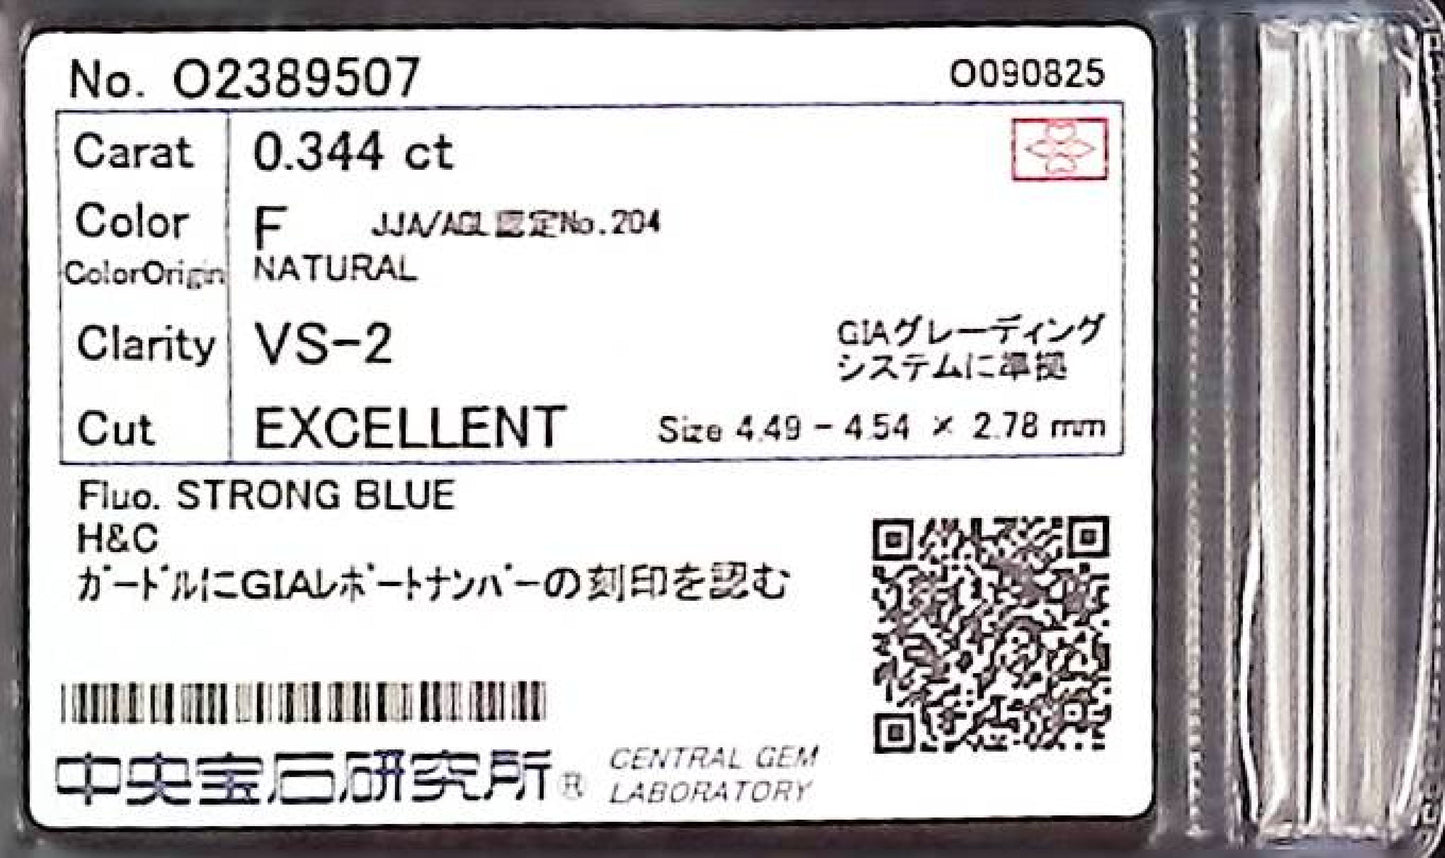 No. O2389507
O090825
Carat 0.344 ct
Color F JJA/AGL認定No.204
ColorOrigin NATURAL
Clarity VS-2
GIAグレーディング
システムに準拠
Cut EXCELLENT Size 4.49 - 4.54 × 2.78 mm
Fluo. STRONG BLUE
H&C
ガードルにGIAレポートナンバーの刻印を認む
中央宝石研究所® CENTRAL GEM
LABORATORY